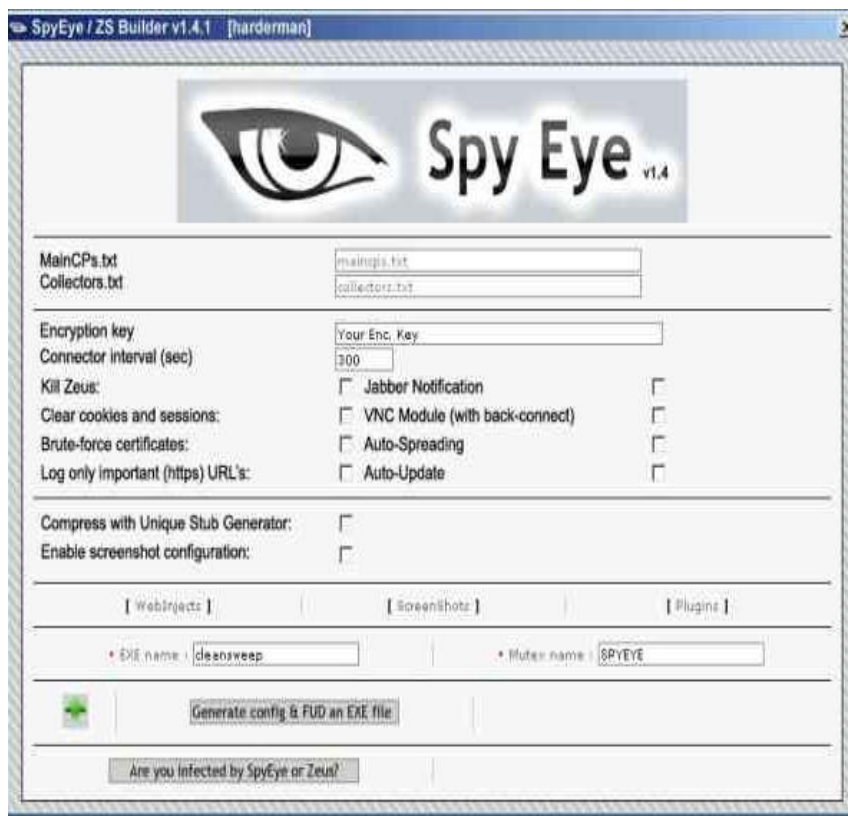 SpyEye / ZS Builder v1.4.1 [harderman]
Spy Eye v1.4
MainCPs.txt maincps.txt
Collectors.txt collectors.txt
Encryption key Your Enc. Key
Connector interval (sec) 300
Kill Zeus: Jabber Notification
Clear cookies and sessions: VNC Module (with back-connect)
Brute-force certificates: Auto-Spreading
Log only important (https) URL's: Auto-Update
Compress with Unique Stub Generator:
Enable screenshot configuration:
[ WebInjects ] [ ScreenShots ] [ Plugins ]
* EXE name : cleansweep * Mutex name : SPYEYE
Generate config & FUD an EXE file
Are you infected by SpyEye or Zeus?